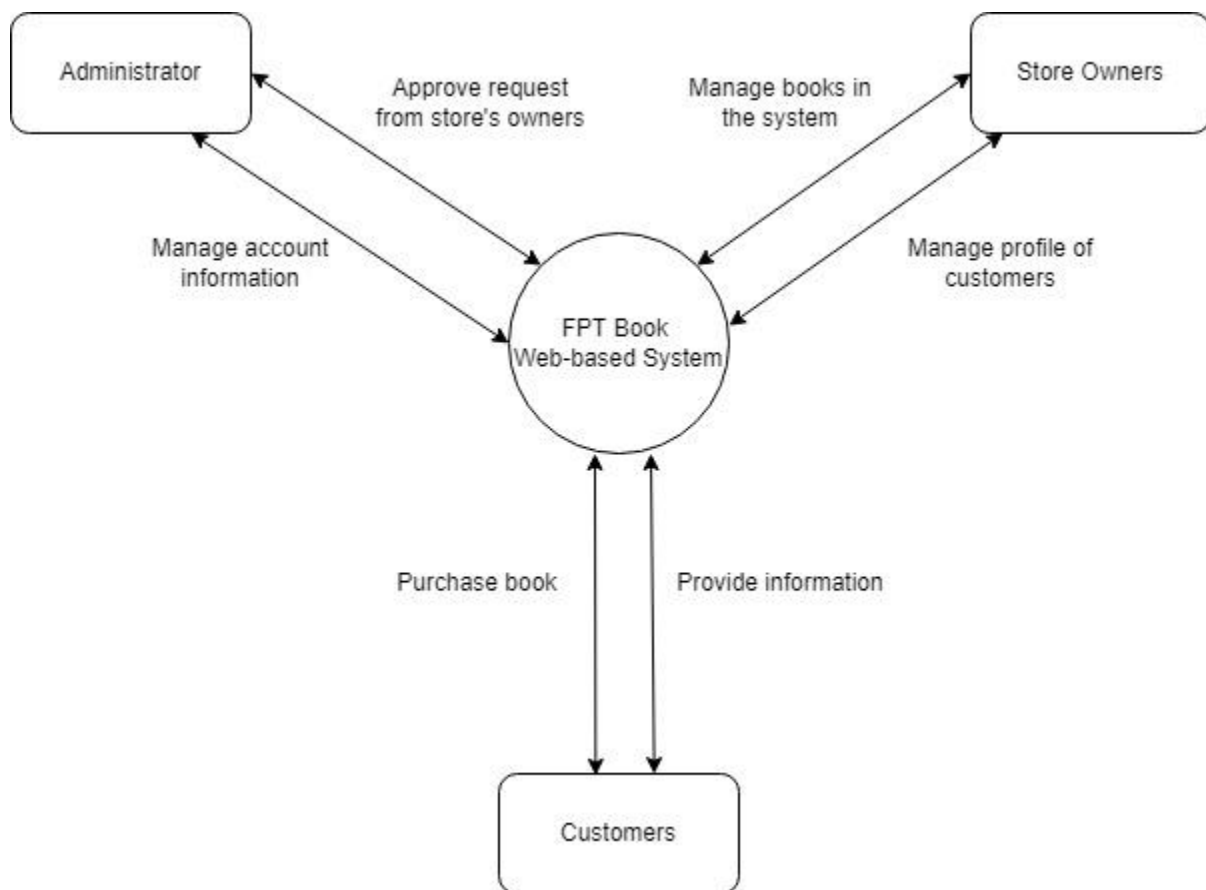 Administrator
Store Owners
Approve request
from store's owners
Manage books in
the system
Manage account
information
Manage profile of
customers
FPT Book
Web-based System
Purchase book
Provide information
Customers